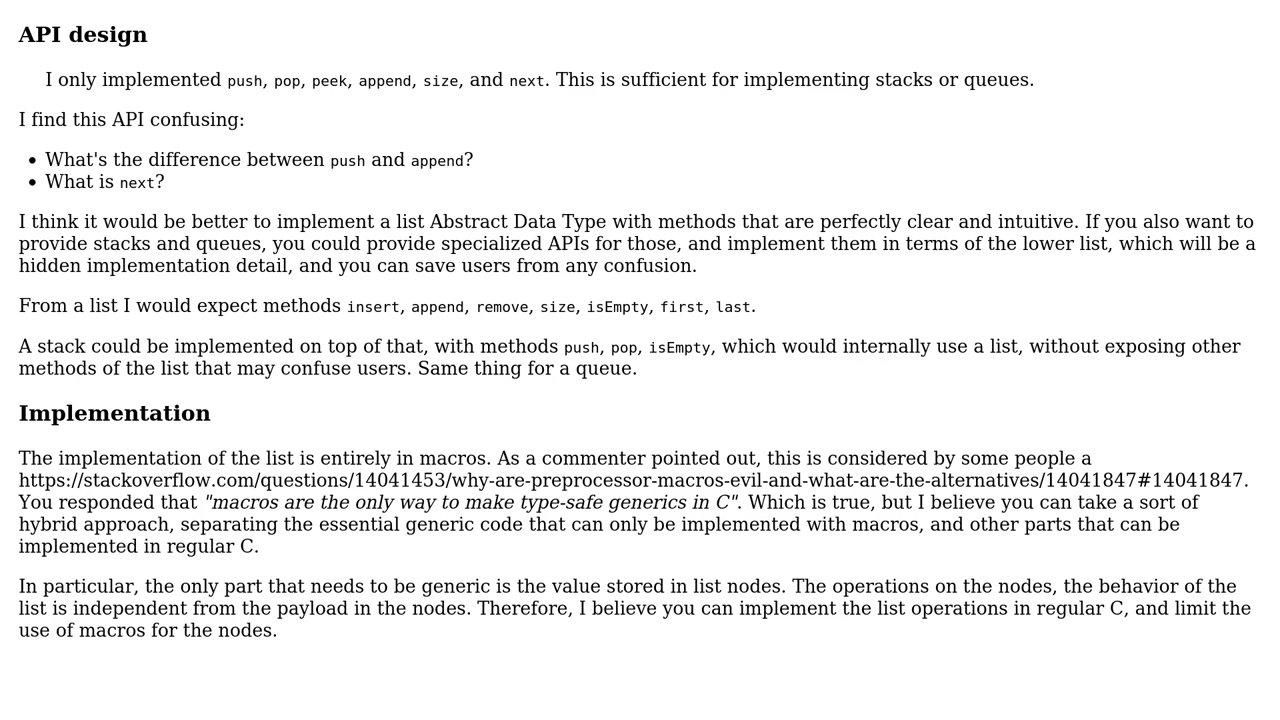 API design
I only implemented push, pop, peek, append, size, and next. This is sufficient for implementing stacks or queues.
I find this API confusing:
• What's the difference between push and append?
• What is next?
I think it would be better to implement a list Abstract Data Type with methods that are perfectly clear and intuitive. If you also want to
provide stacks and queues, you could provide specialized APIs for those, and implement them in terms of the lower list, which will be a
hidden implementation detail, and you can save users from any confusion.
From a list I would expect methods insert, append, remove, size, isEmpty, first, last.
A stack could be implemented on top of that, with methods push, pop, isEmpty, which would internally use a list, without exposing other
methods of the list that may confuse users. Same thing for a queue.
Implementation
The implementation of the list is entirely in macros. As a commenter pointed out, this is considered by some people a
https://stackoverflow.com/questions/14041453/why-are-preprocessor-macros-evil-and-what-are-the-alternatives/14041847#14041847.
You responded that "macros are the only way to make type-safe generics in C". Which is true, but I believe you can take a sort of
hybrid approach, separating the essential generic code that can only be implemented with macros, and other parts that can be
implemented in regular C.
In particular, the only part that needs to be generic is the value stored in list nodes. The operations on the nodes, the behavior of the
list is independent from the payload in the nodes. Therefore, I believe you can implement the list operations in regular C, and limit the
use of macros for the nodes.